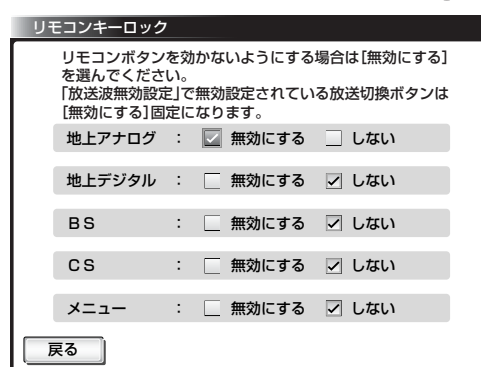 リモコンキーロック
リモコンボタンを効かないようにする場合は[無効にする]
を選んでください。
「放送波無効設定」で無効設定されている放送切換ボタンは
[無効にする]固定になります。
地上アナログ : 無効にする しない
地上デジタル : 無効にする しない
BS : 無効にする しない
CS : 無効にする しない
メニュー : 無効にする しない
戻る